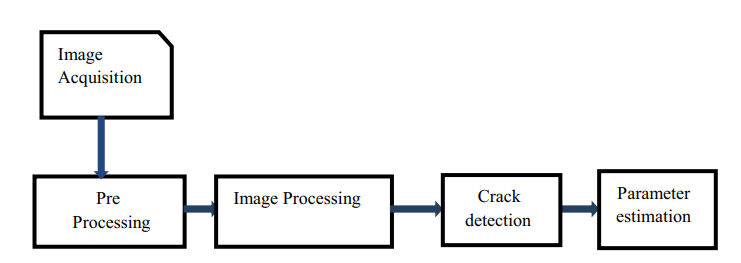 Image
Acquisition
Pre
Processing
Image Processing
Crack
detection
Parameter
estimation